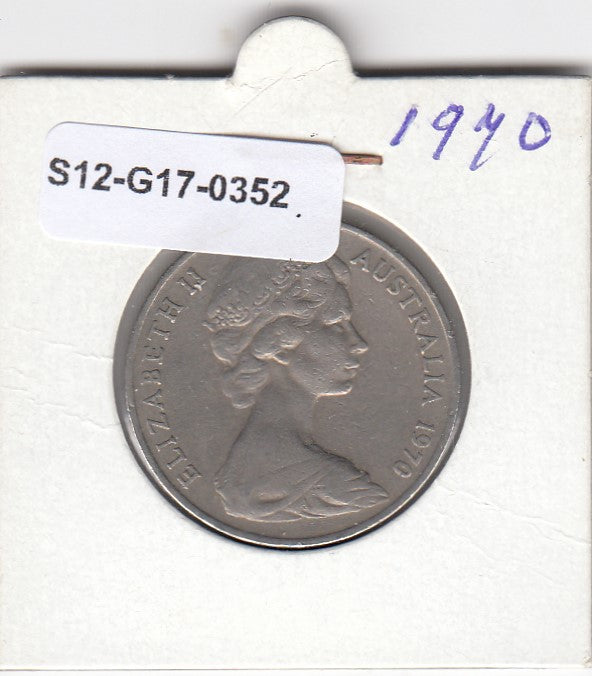 1970
S12-G17-0352
ELIZABETH II AUSTRALIA 1970